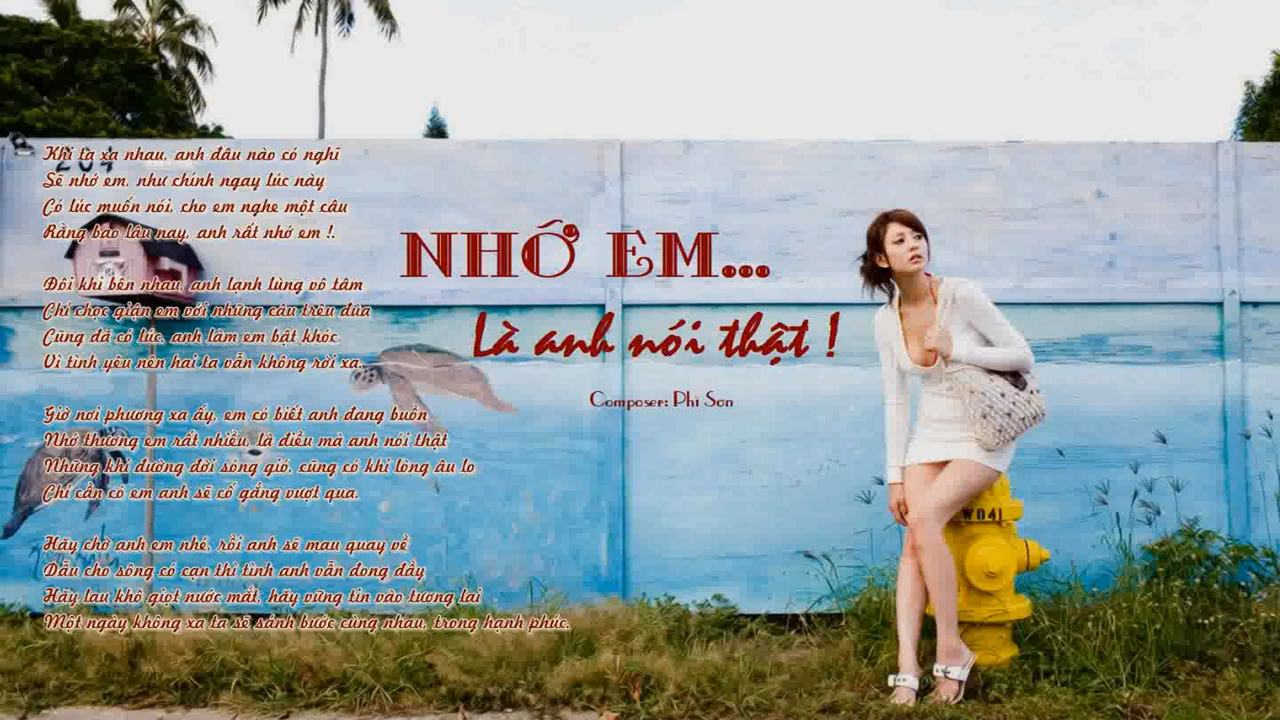 Khi ta xa nhau, anh đâu nào có nghĩ
Sẽ nhớ em, như chính ngay lúc này
Có lúc muốn nói, cho em nghe một câu
Rằng bao lâu nay, anh rất nhớ em !.
Đôi khi bên nhau, anh lạnh lùng vô tâm
Chỉ chọc giận em với những câu trêu đùa
Cũng đã có lúc, anh làm em bật khóc
Vì tình yêu nên hai ta vẫn không rời xa.
Giờ nơi phương xa ấy, em có biết anh đang buồn
Nhớ thương em rất nhiều, là điều mà anh nói thật
Những khi đường đời sóng gió, cũng có khi lòng âu lo
Chỉ cần có em anh sẽ cố gắng vượt qua.
Hãy chờ anh em nhé, rồi anh sẽ mau quay về
Dẫu cho sông có cạn thì tình anh vẫn đong đầy
Hãy lau khô giọt nước mắt, hãy vững tin vào tương lai
Một ngày không xa ta sẽ sánh bước cùng nhau, trong hạnh phúc.
NHỚ EM...
Là anh nói thật !
Composer: Phi Son
204
W041